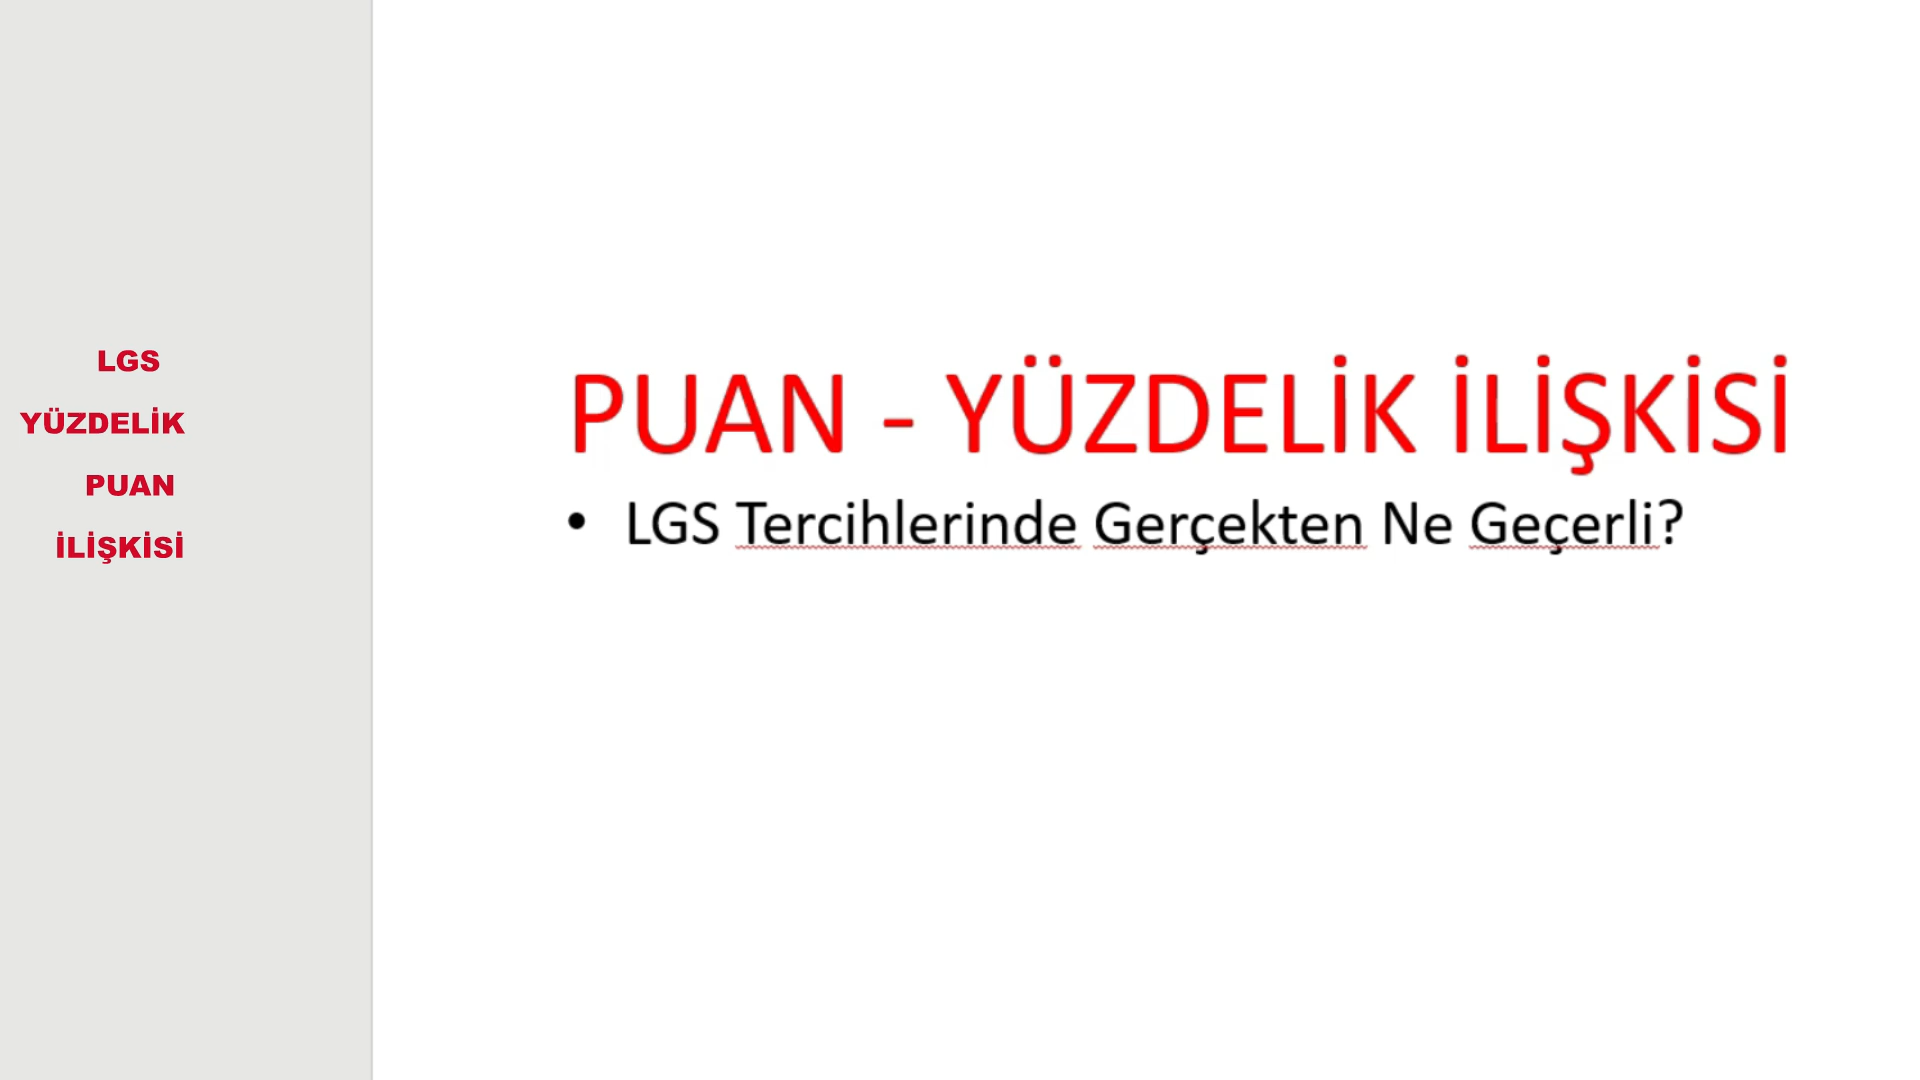 LGS
YÜZDELİK
PUAN
İLİŞKİSİ
PUAN - YÜZDELİK İLİŞKİSİ
• LGS Tercihlerinde Gerçekten Ne Geçerli?